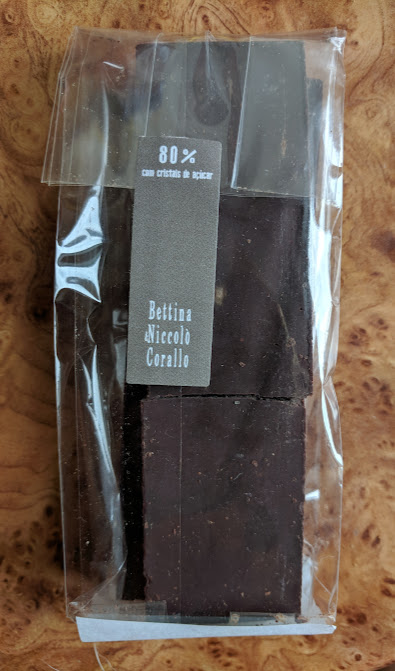 80%
com cristais de açúcar
Bettina
& Niccolò
Corallo